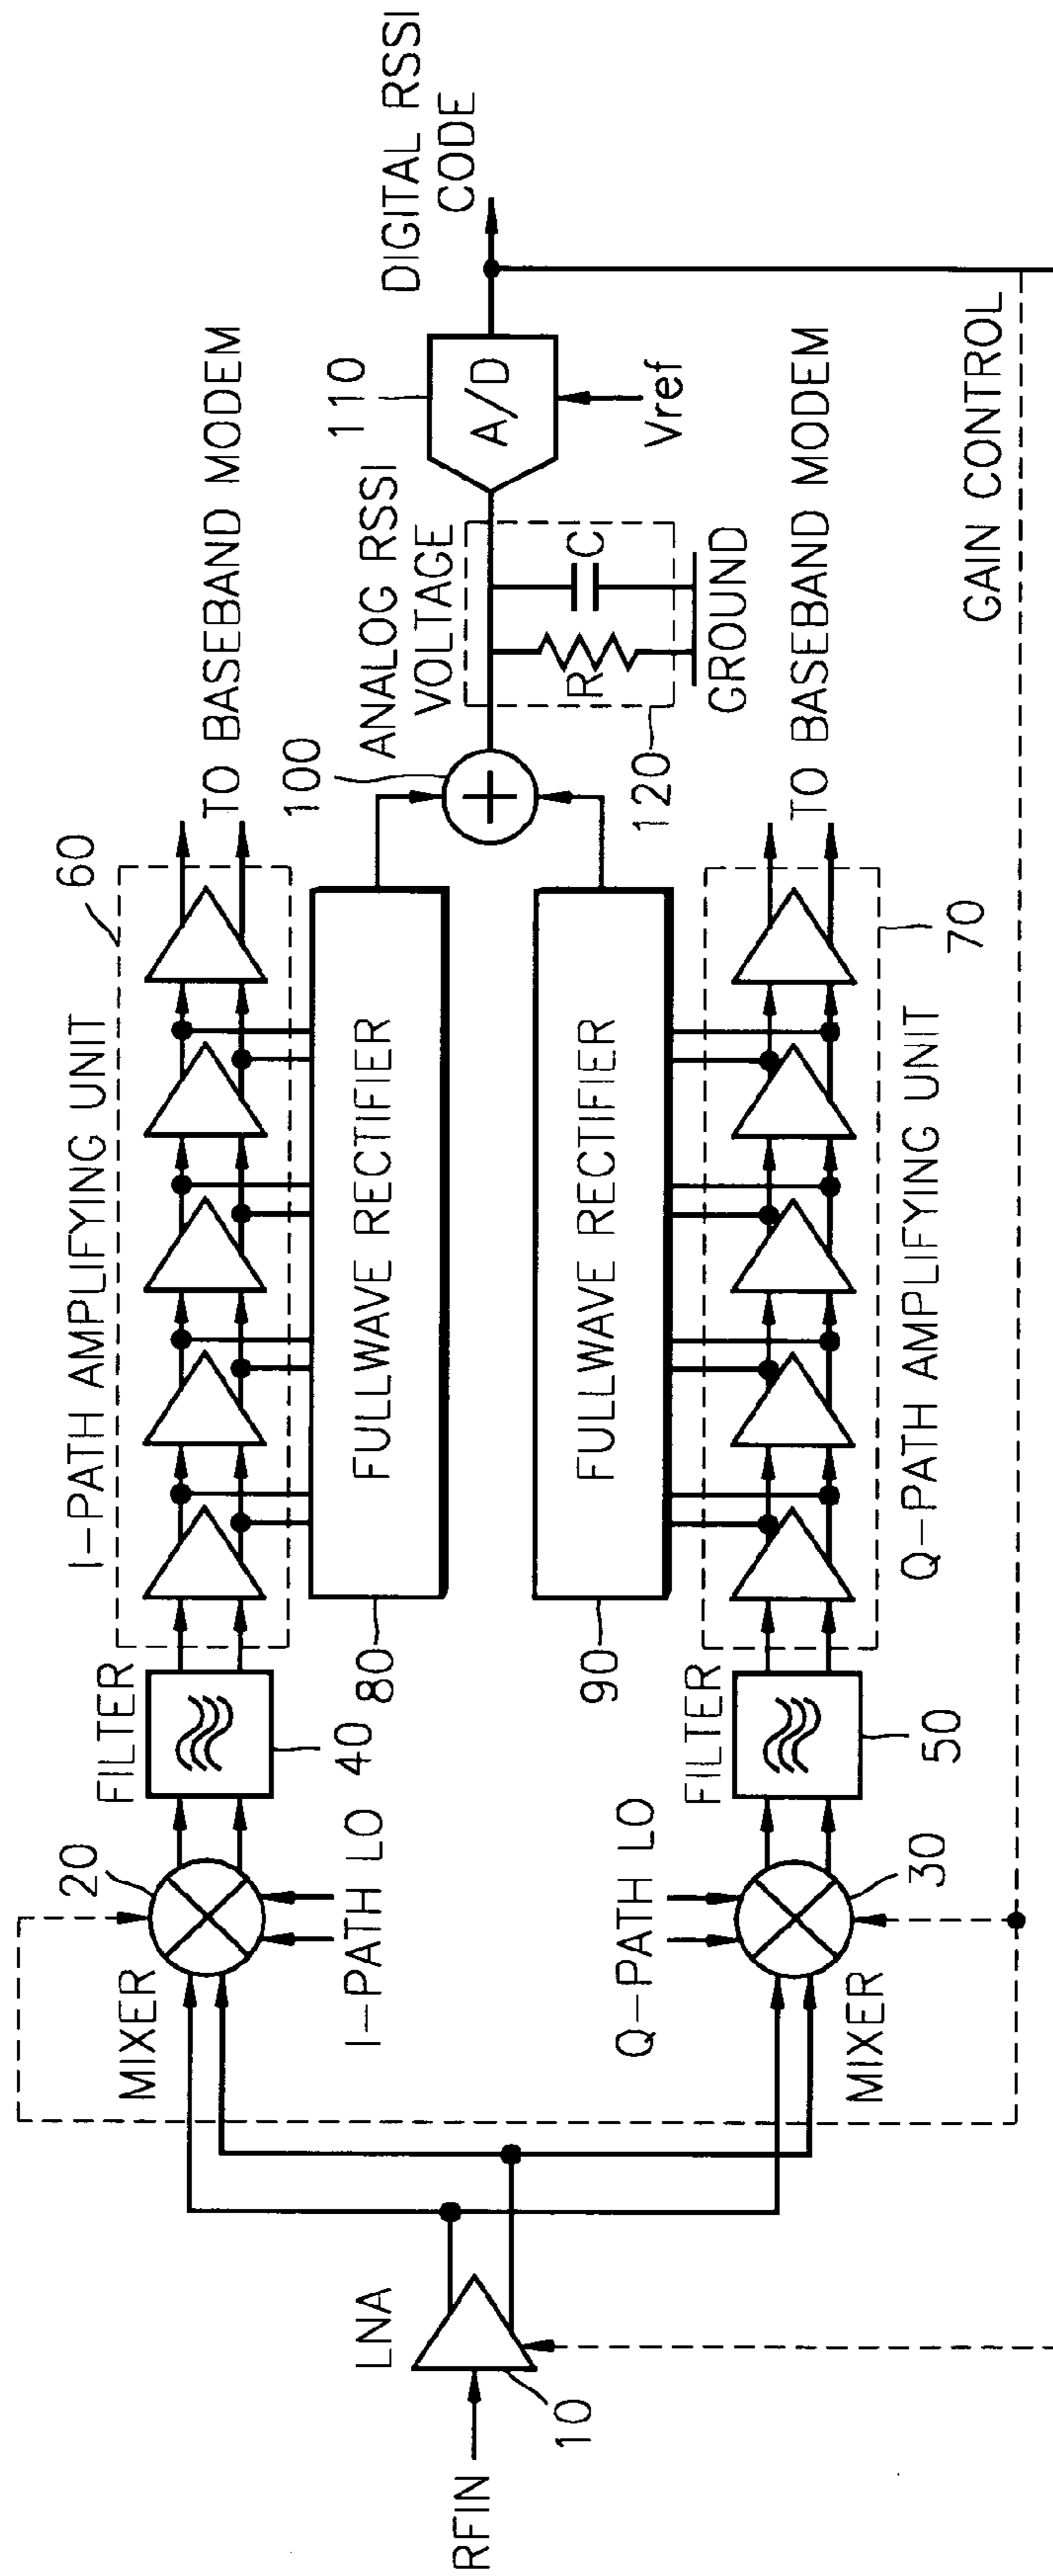 RFIN
LNA
10
MIXER
20
I-PATH LO
FILTER
40
I-PATH AMPLIFYING UNIT
60
TO BASEBAND MODEM
80
FULLWAVE RECTIFIER
100
ANALOG RSSI
VOLTAGE
R
C
120
GROUND
110
A/D
Vref
DIGITAL RSSI
CODE
90
FULLWAVE RECTIFIER
Q-PATH LO
MIXER
30
FILTER
50
Q-PATH AMPLIFYING UNIT
70
TO BASEBAND MODEM
GAIN CONTROL